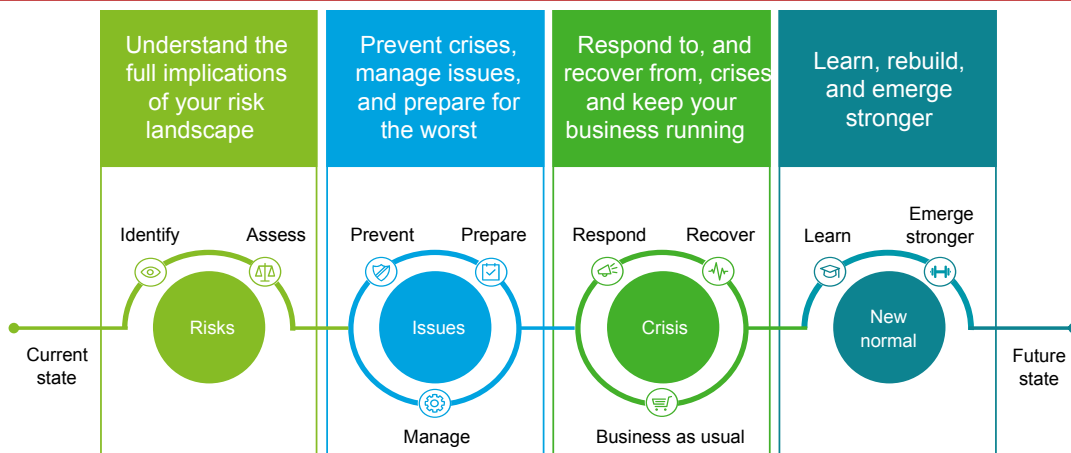 Understand the
full implications
of your risk
landscape
Prevent crises,
manage issues,
and prepare for
the worst
Respond to, and
recover from, crises
and keep your
business running
Learn, rebuild,
and emerge
stronger
Current
state
Identify
Assess
Risks
Prevent
Prepare
Issues
Manage
Respond
Recover
Crisis
Business as usual
Learn
Emerge
stronger
New
normal
Future
state